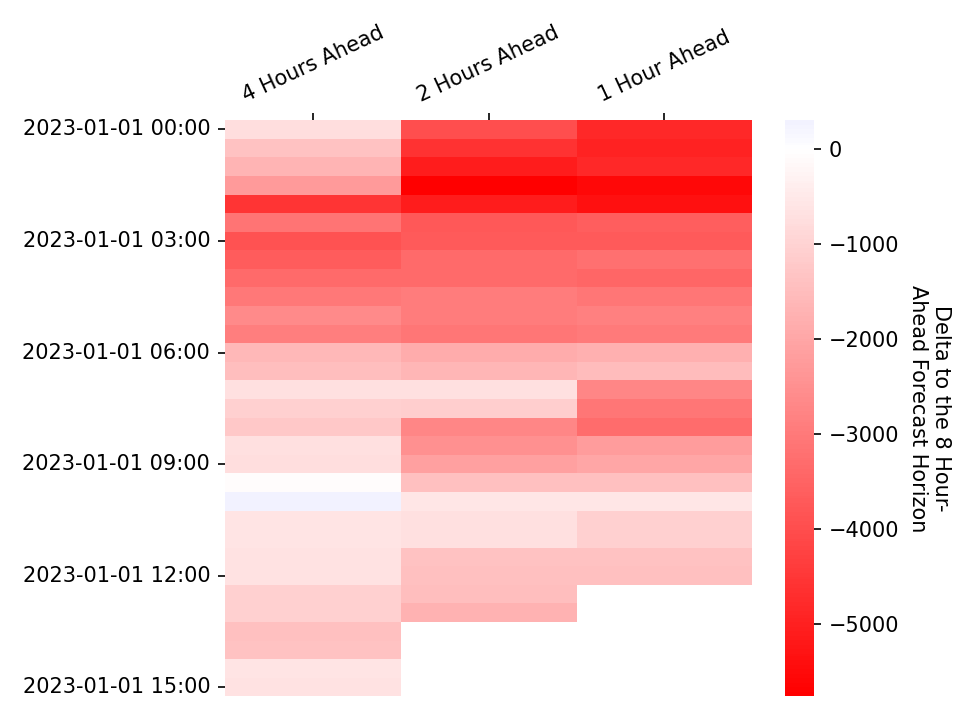 4 Hours Ahead
2 Hours Ahead
1 Hour Ahead
2023-01-01 00:00
2023-01-01 03:00
2023-01-01 06:00
2023-01-01 09:00
2023-01-01 12:00
2023-01-01 15:00
0
−1000
−2000
−3000
−4000
−5000
Delta to the 8 Hour-
Ahead Forecast Horizon